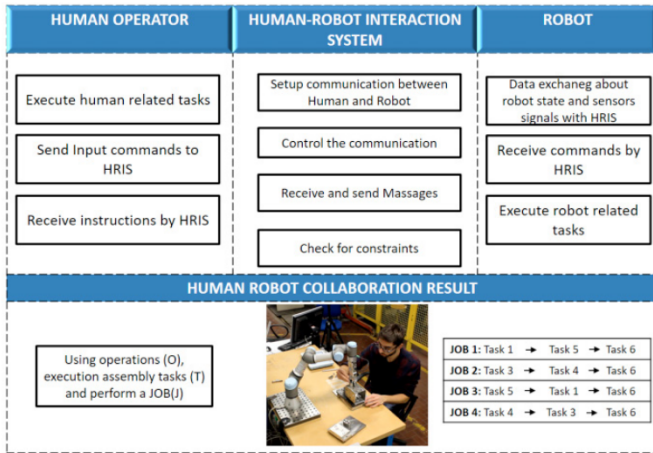 HUMAN OPERATOR
HUMAN-ROBOT INTERACTION
SYSTEM
ROBOT
Execute human related tasks
Send Input commands to
HRIS
Receive instructions by HRIS
Setup communication between
Human and Robot
Control the communication
Receive and send Massages
Check for constraints
Data exchaneg about
robot state and sensors
signals with HRIS
Receive commands by
HRIS
Execute robot related
tasks
HUMAN ROBOT COLLABORATION RESULT
Using operations (O),
execution assembly tasks (T)
and perform a JOB(J)
JOB 1: Task 1 → Task 5 → Task 6
JOB 2: Task 3 → Task 4 → Task 6
JOB 3: Task 5 → Task 1 → Task 6
JOB 4: Task 4 → Task 3 → Task 6